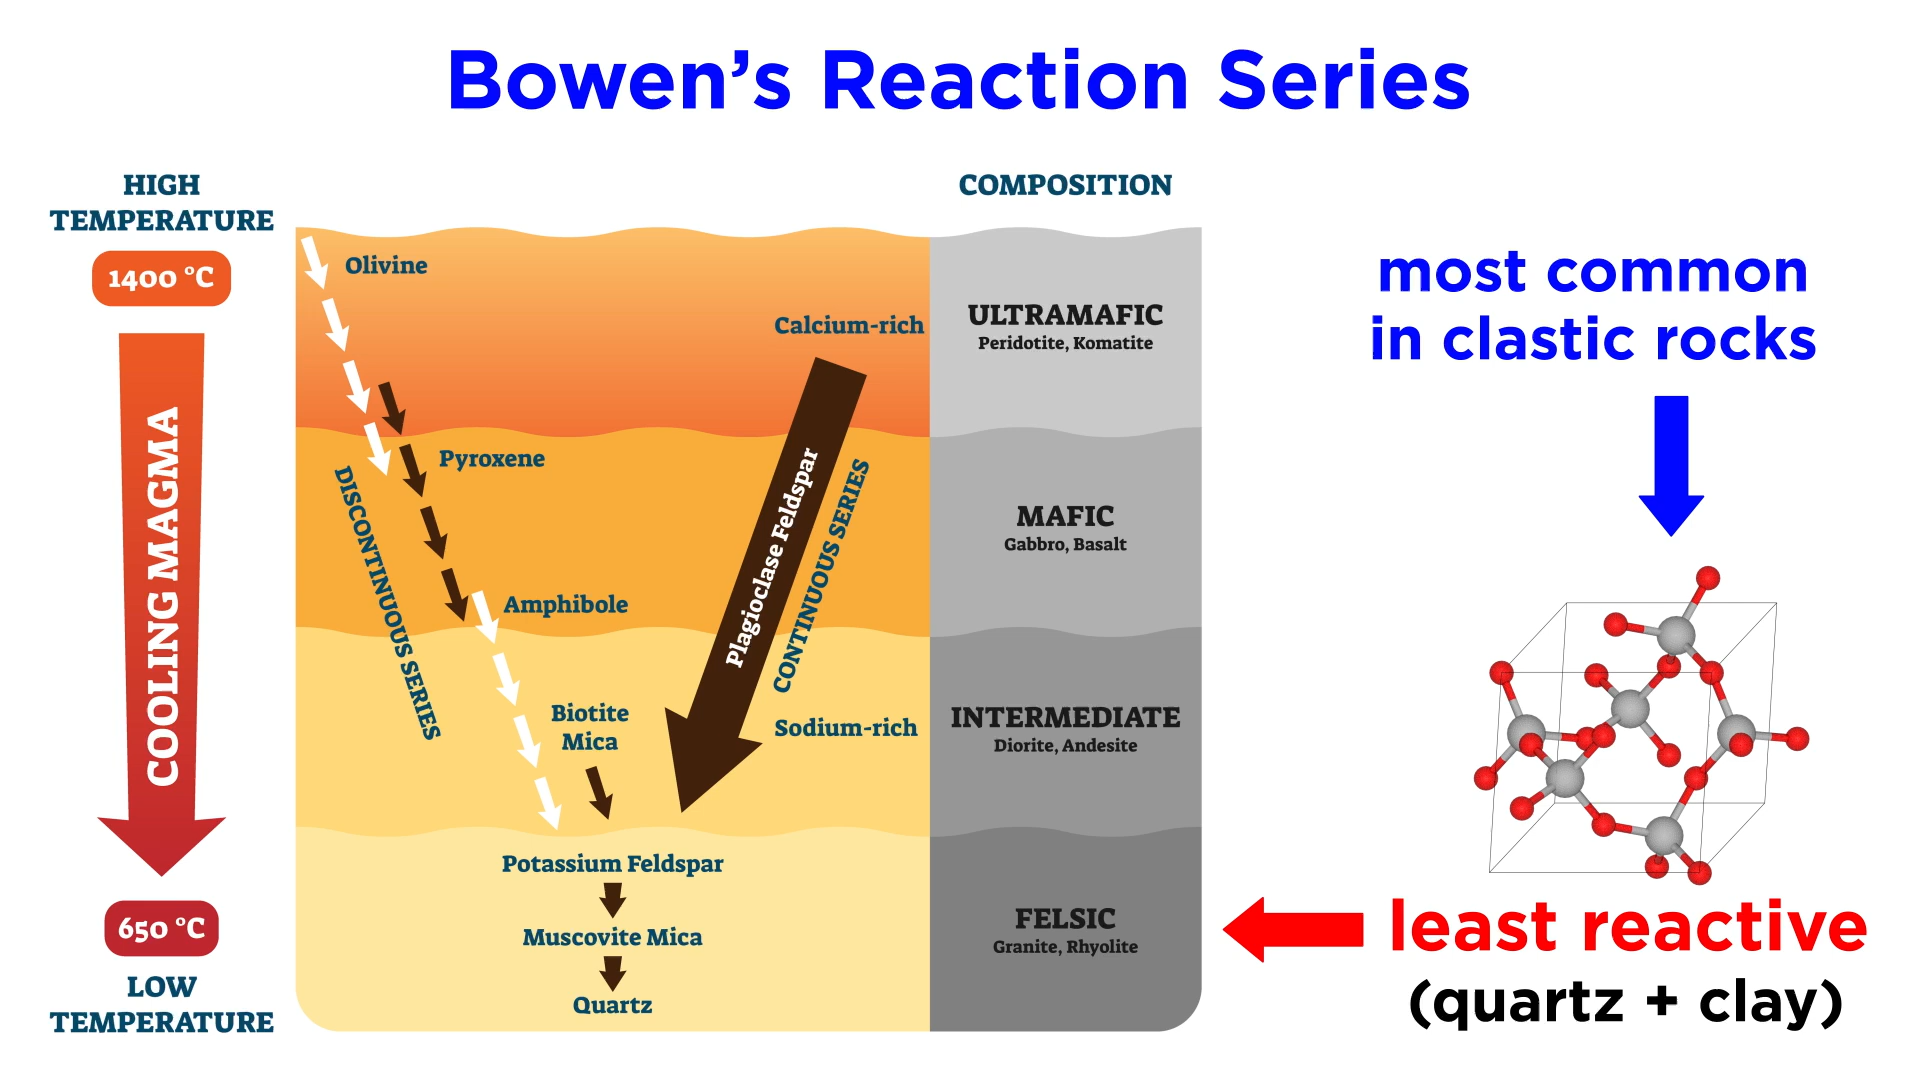 Bowen's Reaction Series
HIGH
TEMPERATURE
1400 °C
COOLING MAGMA
650 °C
LOW
TEMPERATURE
Olivine
Calcium-rich
Pyroxene
DISCONTINUOUS SERIES
Plagioclase Feldspar
CONTINUOUS SERIES
Amphibole
Biotite
Mica
Sodium-rich
Potassium Feldspar
Muscovite Mica
Quartz
COMPOSITION
ULTRAMAFIC
Peridotite, Komatite
MAFIC
Gabbro, Basalt
INTERMEDIATE
Diorite, Andesite
FELSIC
Granite, Rhyolite
most common
in clastic rocks
least reactive
(quartz + clay)